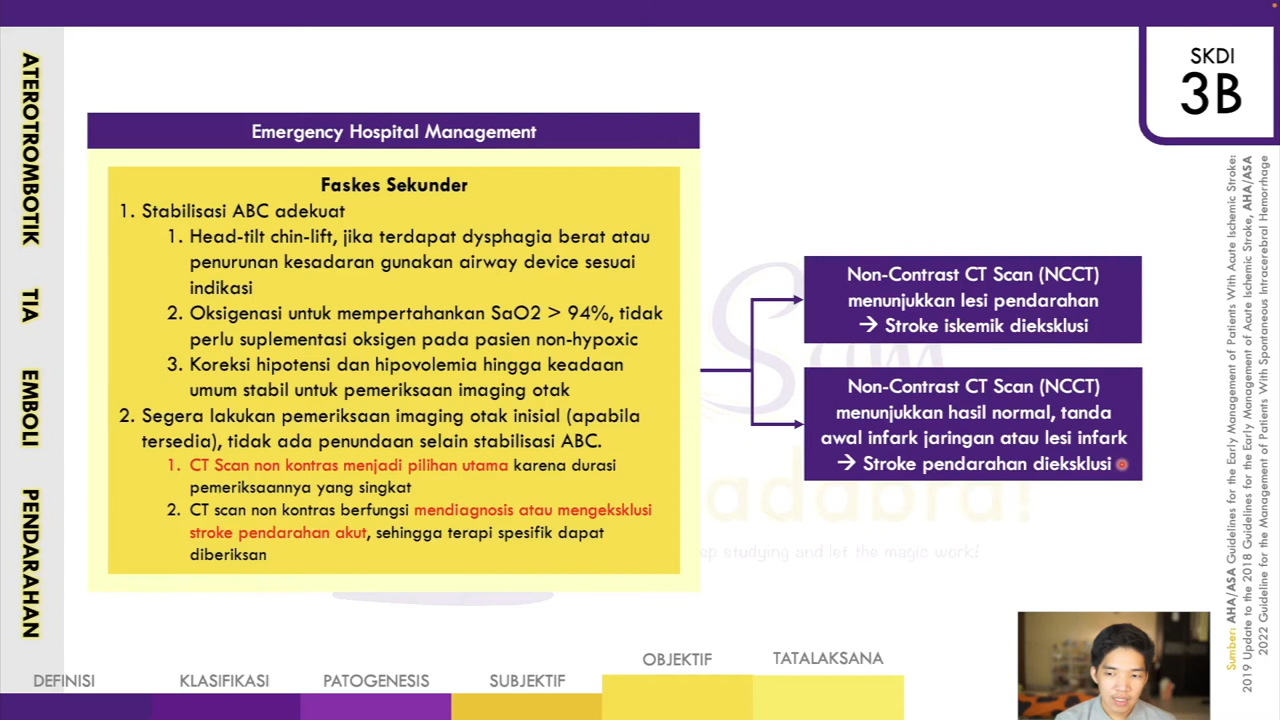 ATEROTROMBOTIK
TIA
EMBOLI
PENDARAHAN
SKDI
3B
Emergency Hospital Management
Faskes Sekunder
1. Stabilisasi ABC adekuat
1. Head-tilt chin-lift, jika terdapat dysphagia berat atau
penurunan kesadaran gunakan airway device sesuai
indikasi
2. Oksigenasi untuk mempertahankan SaO2 > 94%, tidak
perlu suplementasi oksigen pada pasien non-hypoxic
3. Koreksi hipotensi dan hipovolemia hingga keadaan
umum stabil untuk pemeriksaan imaging otak
2. Segera lakukan pemeriksaan imaging otak inisial (apabila
tersedia), tidak ada penundaan selain stabilisasi ABC.
1. CT Scan non kontras menjadi pilihan utama karena durasi
pemeriksaannya yang singkat
2. CT scan non kontras berfungsi mendiagnosis atau mengeksklusi
stroke pendarahan akut, sehingga terapi spesifik dapat
diberiksan
Non-Contrast CT Scan (NCCT)
menunjukkan lesi pendarahan
→ Stroke iskemik dieksklusi
Non-Contrast CT Scan (NCCT)
menunjukkan hasil normal, tanda
awal infark jaringan atau lesi infark
→ Stroke pendarahan dieksklusi
adabra!
ep studying and let the magic work!
Sumber: AHA/ASA Guidelines for the Early Management of Patients With Acute Ischemic Stroke:
2019 Update to the 2018 Guidelines for the Early Management of Acute Ischemic Stroke, AHA/ASA
2022 Guideline for the Management of Patients With Spontaneous Intracerebral Hemorrhage
DEFINISI
KLASIFIKASI
PATOGENESIS
SUBJEKTIF
OBJEKTIF
TATALAKSANA